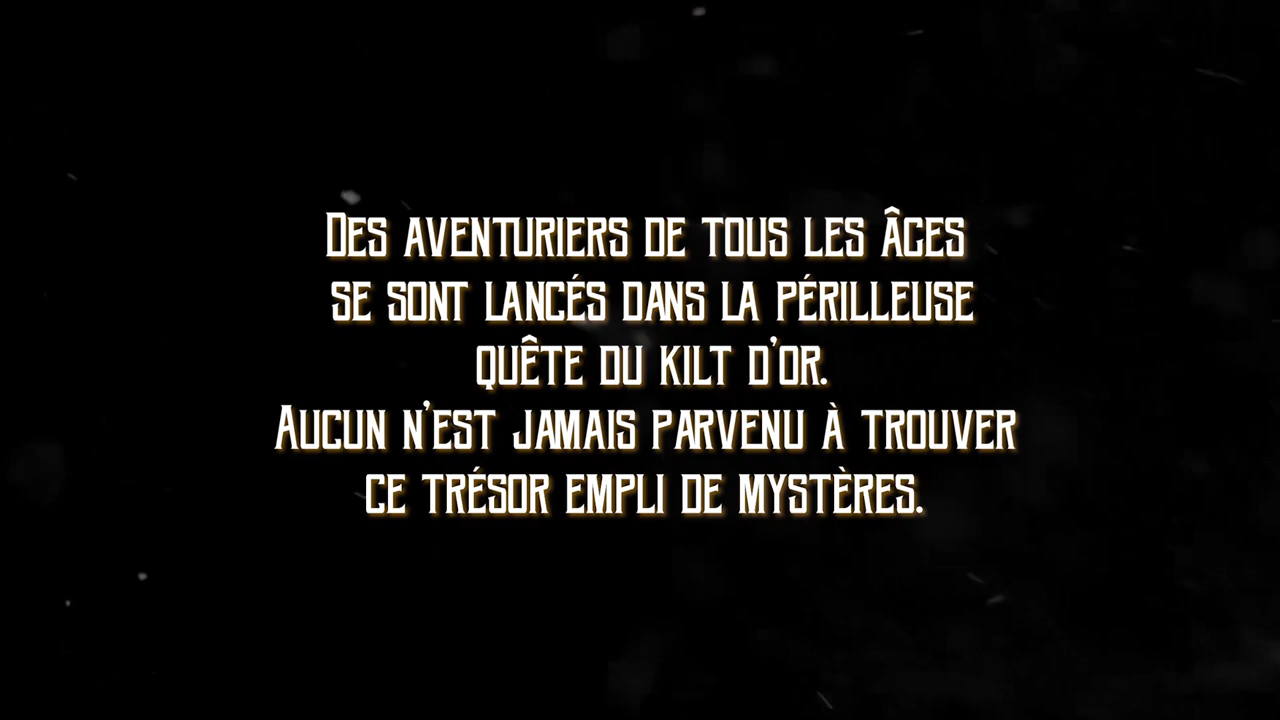 Des aventuriers de tous les âges
se sont lancés dans la périlleuse
quête du kilt d'or.
Aucun n'est jamais parvenu à trouver
ce trésor empli de mystères.